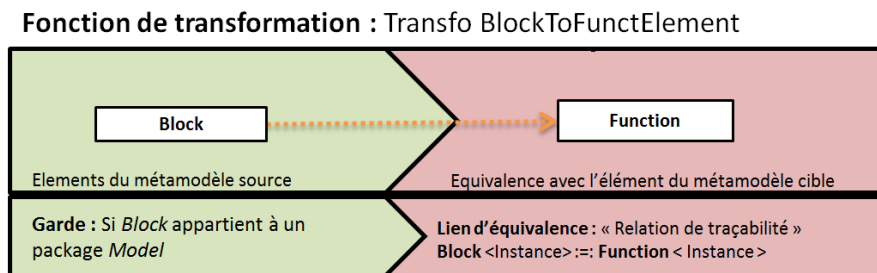 Fonction de transformation : Transfo BlockToFunctElement
Block
Function
Elements du métamodèle source
Equivalence avec l'élément du métamodèle cible
Garde : Si Block appartient à un
package Model
Lien d'équivalence : « Relation de traçabilité »
Block <Instance> :=: Function < Instance >